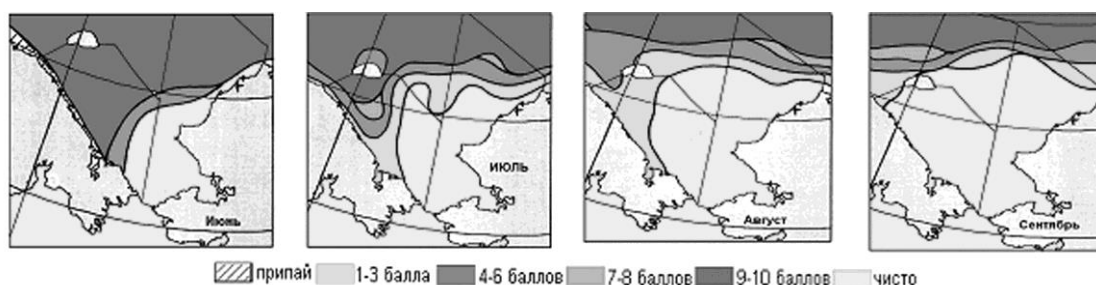 Июнь
ИЮЛЬ
Август
Сентябрь
припай 1-3 балла 4-6 баллов 7-8 баллов 9-10 баллов чисто